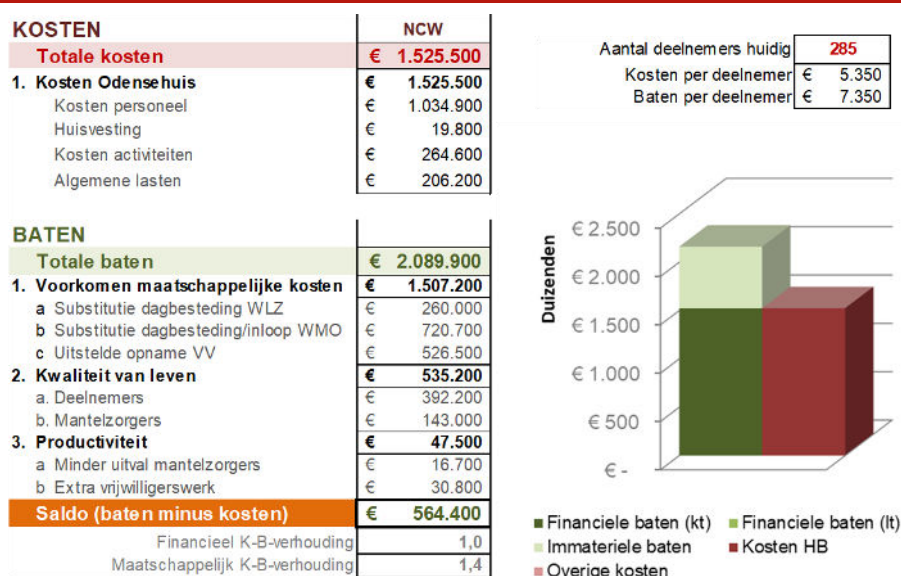 KOSTEN NCW
Totale kosten € 1.525.500
1. Kosten Odensehuis € 1.525.500
Kosten personeel € 1.034.900
Huisvesting € 19.800
Kosten activiteiten € 264.600
Algemene lasten € 206.200
BATEN
Totale baten € 2.089.900
1. Voorkomen maatschappelijke kosten € 1.507.200
a Substitutie dagbesteding WLZ € 260.000
b Substitutie dagbesteding/inloop WMO € 720.700
c Uitstelde opname VV € 526.500
2. Kwaliteit van leven € 535.200
a. Deelnemers € 392.200
b. Mantelzorgers € 143.000
3. Productiviteit € 47.500
a Minder uitval mantelzorgers € 16.700
b Extra vrijwilligerswerk € 30.800
Saldo (baten minus kosten) € 564.400
Financieel K-B-verhouding 1,0
Maatschappelijk K-B-verhouding 1,4
Aantal deelnemers huidig 285
Kosten per deelnemer € 5.350
Baten per deelnemer € 7.350
Duizenden
€ 2.500
€ 2.000
€ 1.500
€ 1.000
€ 500
€ -
Financiele baten (kt) Financiele baten (lt)
Immateriele baten Kosten HB
Overige kosten